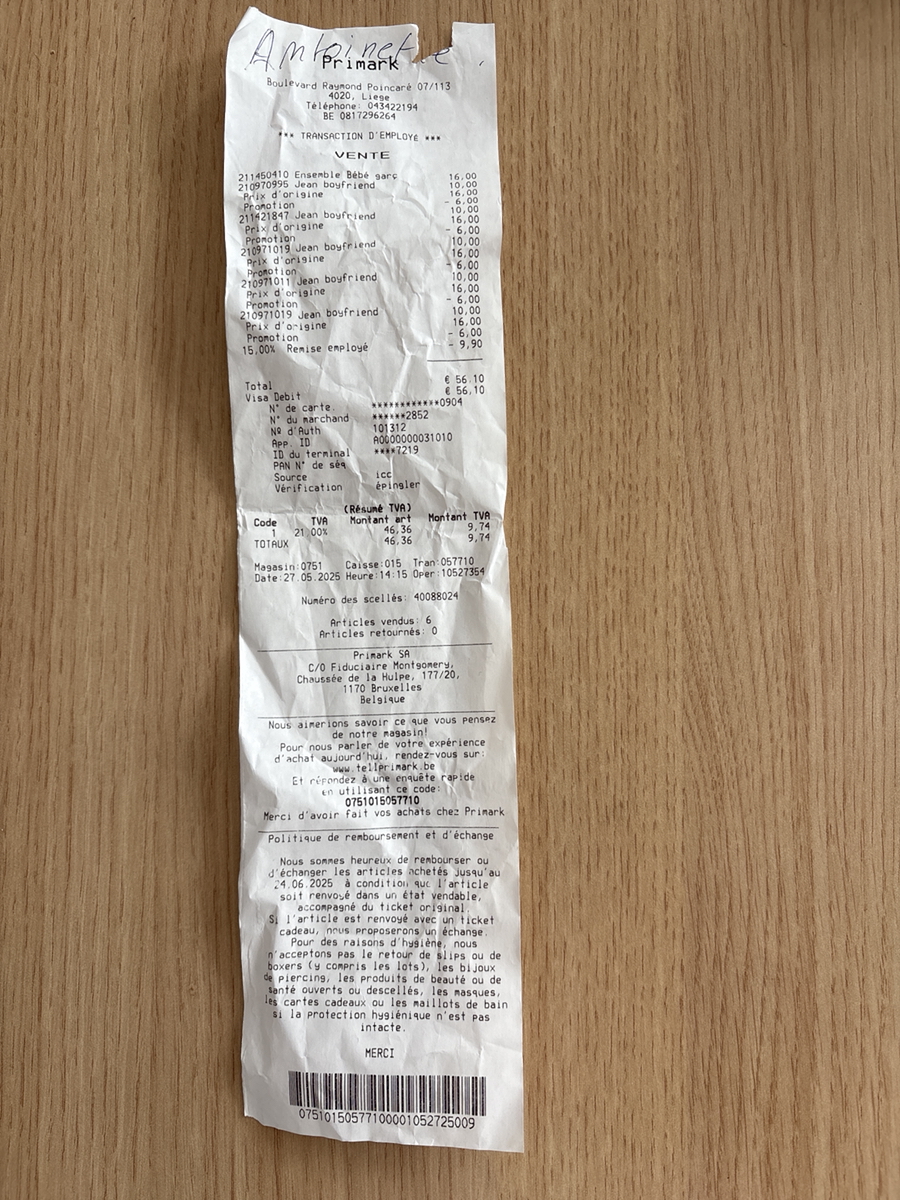 Antoinette
Primark
Boulevard Raymond Poincaré 07/113
4020, Liege
Téléphone: 043422194
BE 0817296264
*** TRANSACTION D'EMPLOYÉ ***
VENTE
211450410 Ensemble Bébé garç 16,00
210970995 Jean boyfriend 10,00
Prix d'origine 16,00
Promotion - 6,00
211421847 Jean boyfriend 10,00
Prix d'origine 16,00
Promotion - 6,00
210971019 Jean boyfriend 10,00
Prix d'origine 16,00
Promotion - 6,00
210971011 Jean boyfriend 10,00
Prix d'origine 16,00
Promotion - 6,00
210971019 Jean boyfriend 10,00
Prix d'origine 16,00
Promotion - 6,00
15,00% Remise employé - 9,90
Total € 56,10
Visa Debit € 56,10
N° de carte ************0904
N° du marchand ******2852
Nº d'Auth 101312
App. ID A0000000031010
ID du terminal ****7219
PAN N° de séq
Source icc
Vérification épingler
(Résumé TVA)
Code TVA Montant art Montant TVA
1 21,00% 46,36 9,74
TOTAUX 46,36 9,74
Magasin:0751 Caisse:015 Tran:057710
Date:27.05.2025 Heure:14:15 Oper:10527354
Numéro des scellés: 40088024
Articles vendus: 6
Articles retournés: 0
Primark SA
C/O Fiduciaire Montgomery,
Chaussée de la Hulpe, 177/20,
1170 Bruxelles
Belgique
Nous aimerions savoir ce que vous pensez
de notre magasin!
Pour nous parler de votre expérience
d'achat aujourd'hui, rendez-vous sur:
www.tellprimark.be
Et répondez à une enquête rapide
en utilisant ce code:
0751015057710
Merci d'avoir fait vos achats chez Primark
Politique de remboursement et d'échange
Nous sommes heureux de rembourser ou
d'échanger les articles achetés jusqu'au
24.06.2025 à condition que l'article
soit renvoyé dans un état vendable,
accompagné du ticket original.
Si l'article est renvoyé avec un ticket
cadeau, nous proposerons un échange.
Pour des raisons d'hygiène, nous
n'acceptons pas le retour de slips ou de
boxers (y compris les lots), les bijoux
de piercing, les produits de beauté ou de
santé ouverts ou descellés, les masques,
les cartes cadeaux ou les maillots de bain
si la protection hygiénique n'est pas
intacte.
MERCI
07510150577100001052725009